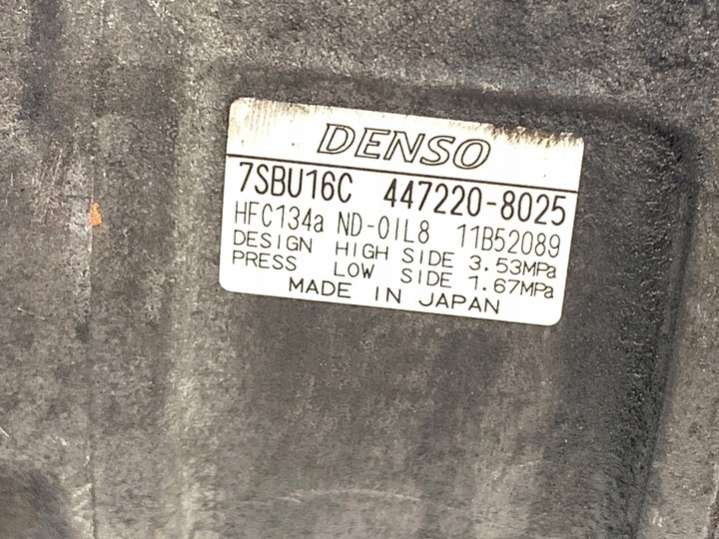 DENSO
7SBU16C 447220-8025
HFC134a ND-OIL8 11B52089
DESIGN HIGH SIDE 3.53MPa
PRESS LOW SIDE 1.67MPa
MADE IN JAPAN